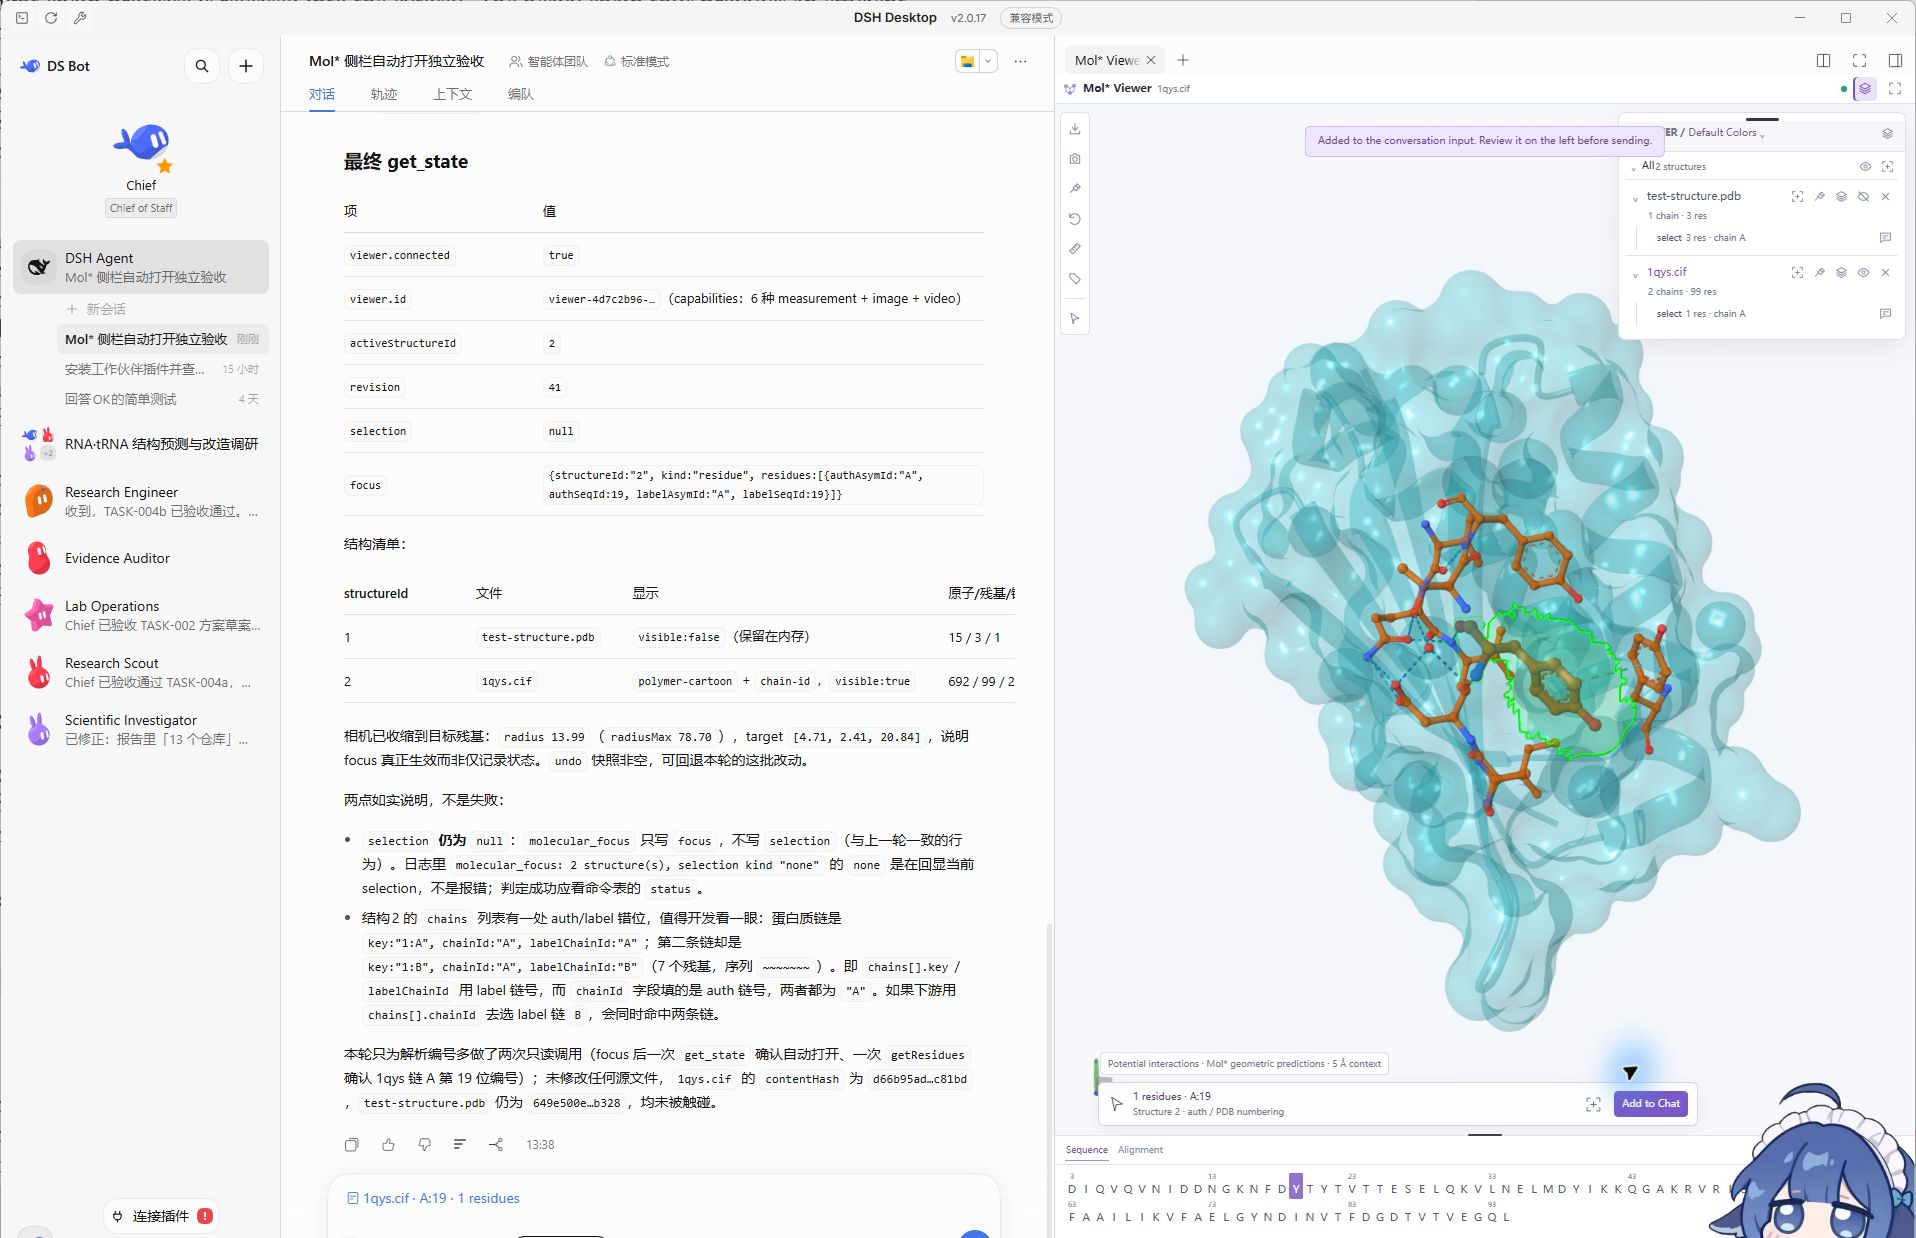 DSH Desktop v2.0.17 兼容模式
DS Bot
Chief
Chief of Staff
DSH Agent
Mol* 侧栏自动打开独立验收
新会话
Mol* 侧栏自动打开独立验收 刚刚
安装工作伙伴插件并查... 15 小时
回答OK的简单测试 4 天
+2
RNA·tRNA 结构预测与改造调研
Research Engineer
收到，TASK-004b 已验收通过。...
Evidence Auditor
Lab Operations
Chief 已验收 TASK-002 方案草案...
Research Scout
Chief 已验收通过 TASK-004a，...
Scientific Investigator
已修正：报告里「13 个仓库」...
连接插件 !
Mol* 侧栏自动打开独立验收 智能体团队 标准模式
对话 轨迹 上下文 编队
最终 get_state
项 值
viewer.connected true
viewer.id viewer-4d7c2b96-… （capabilities：6 种 measurement + image + video）
activeStructureId 2
revision 41
selection null
focus {structureId:"2", kind:"residue", residues:[{authAsymId:"A",
authSeqId:19, labelAsymId:"A", labelSeqId:19}]}
结构清单：
structureId 文件 显示 原子/残基/
1 test-structure.pdb visible:false （保留在内存） 15 / 3 / 1
2 1qys.cif polymer-cartoon + chain-id , visible:true 692 / 99 / 2
相机已收缩到目标残基： radius 13.99 （ radiusMax 78.70 ）, target [4.71, 2.41, 20.84] ，说明
focus 真正生效而非仅记录状态。 undo 快照非空，可回退本轮的这批改动。
两点如实说明，不是失败：
• selection 仍为 null ： molecular_focus 只写 focus ，不写 selection （与上一轮一致的行
为）。日志里 molecular_focus: 2 structure(s), selection kind "none" 的 none 是在回显当前
selection，不是报错；判定成功应看命令表的 status 。
• 结构 2 的 chains 列表有一处 auth/label 错位，值得开发看一眼：蛋白质链是
key:"1:A", chainId:"A", labelChainId:"A" ；第二条链却是
key:"1:B", chainId:"A", labelChainId:"B" （7 个残基，序列 ~~~~~~~ ）。即 chains[].key /
labelChainId 用 label 链号，而 chainId 字段填的是 auth 链号，两者都为 "A" 。如果下游用
chains[].chainId 去选 label 链 B ，会同时命中两条链。
本轮只为解析编号多做了两次只读调用（focus 后一次 get_state 确认自动打开、一次 getResidues
确认 1qys 链 A 第 19 位编号）；未修改任何源文件， 1qys.cif 的 contentHash 为 d66b95ad…c81bd
， test-structure.pdb 仍为 649e500e…b328 ，均未被触碰。
13:38
1qys.cif · A:19 · 1 residues
Mol* Viewe
Mol* Viewer 1qys.cif
Added to the conversation input. Review it on the left before sending.
ER / Default Colors
All 2 structures
test-structure.pdb
1 chain · 3 res
select 3 res · chain A
1qys.cif
2 chains · 99 res
select 1 res · chain A
Potential interactions · Mol* geometric predictions · 5 Å context
1 residues · A:19
Structure 2 · auth / PDB numbering
Add to Chat
Sequence Alignment
3 13 23 33 43
D I Q V Q V N I D D N G K N F D Y T Y T V T T E S E L Q K V L N E L M D Y I K K Q G A K R V R
63 73 83 93
F A A I L I K V F A E L G Y N D I N V T F D G D T V T V E G Q L